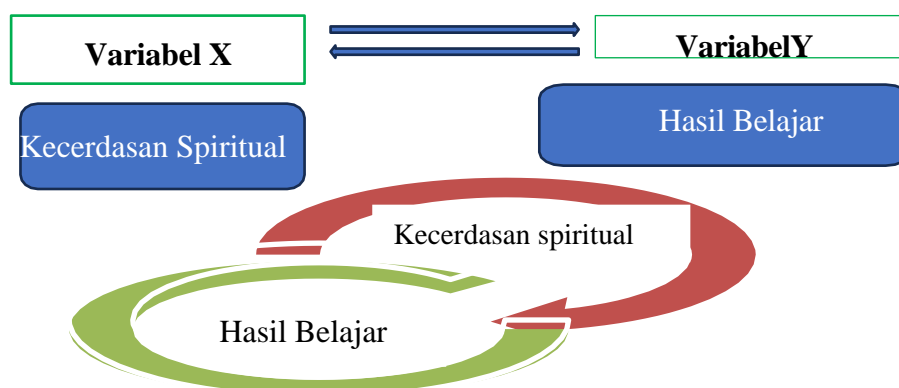 Variabel X
VariabelY
Kecerdasan Spiritual
Hasil Belajar
Kecerdasan spiritual
Hasil Belajar